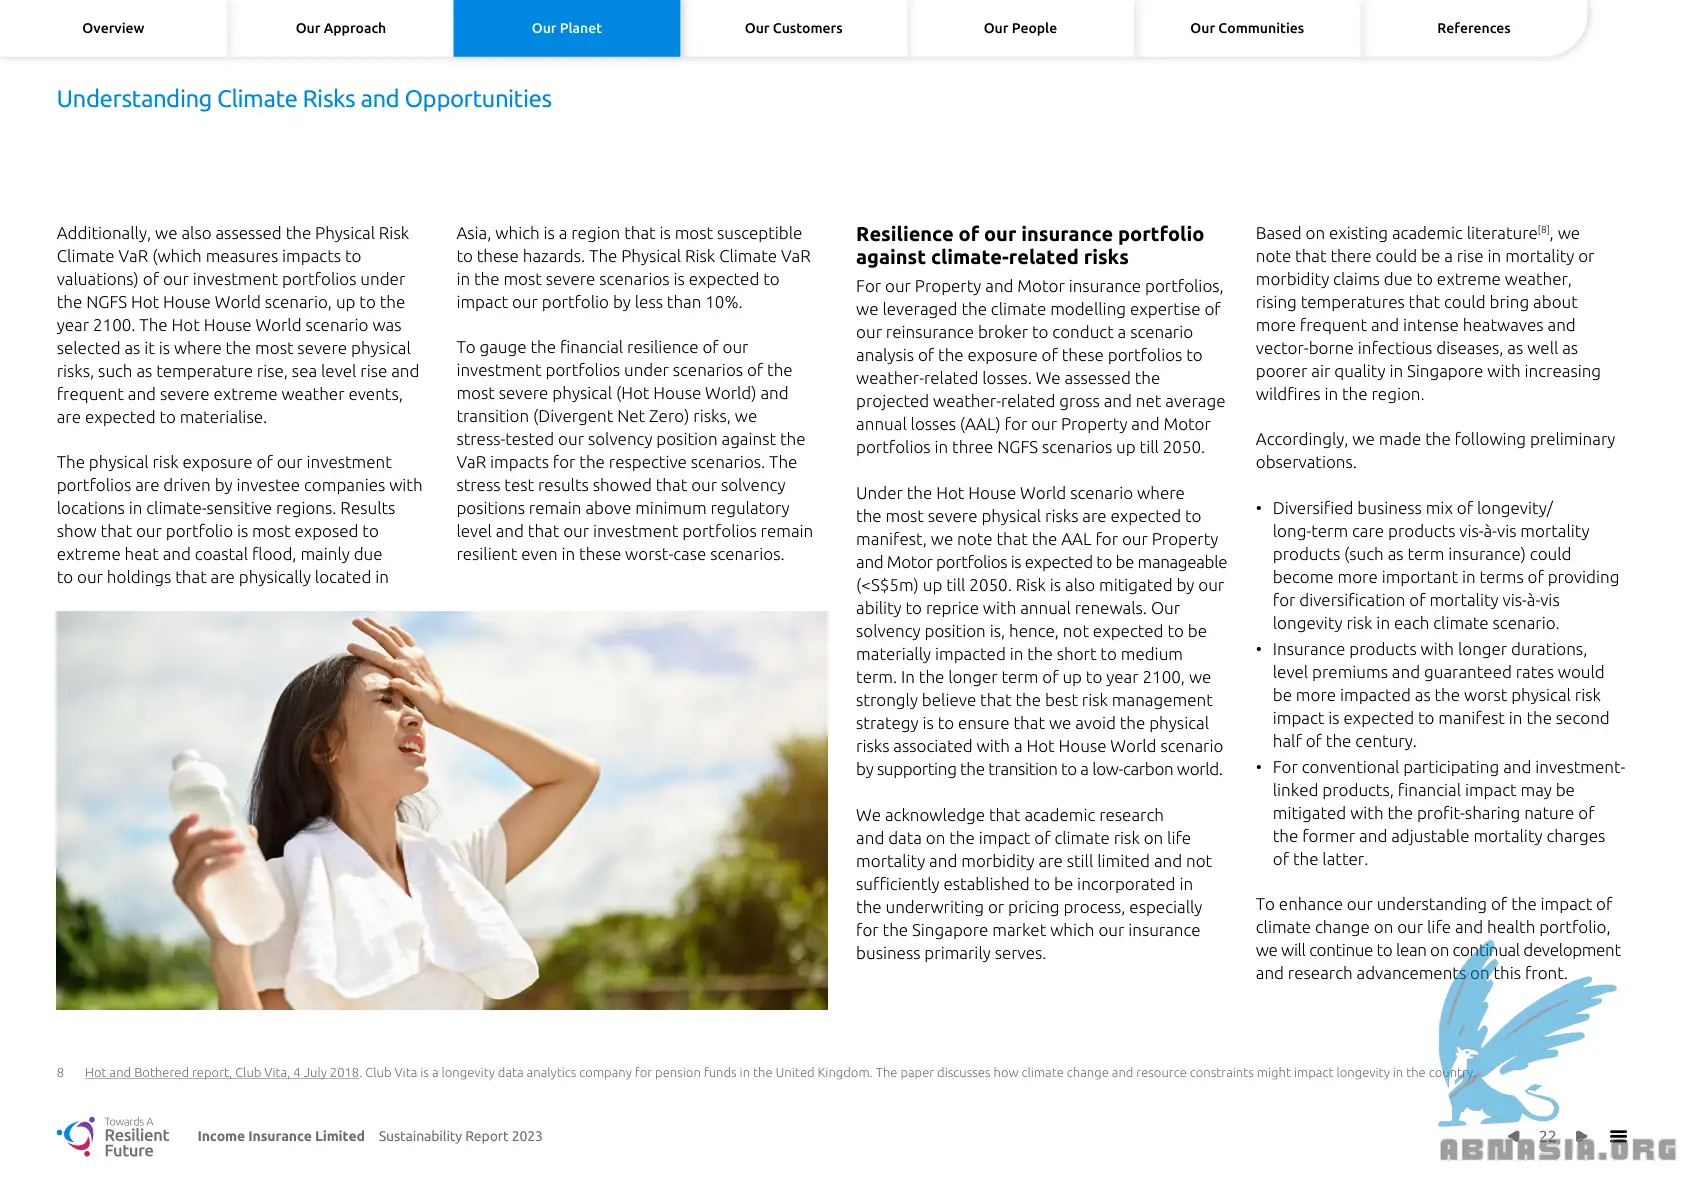 Overview
Our Approach
Our Planet
Our Customers
Our People
Our Communities
References
Understanding Climate Risks and Opportunities
Additionally, we also assessed the Physical Risk
Climate VaR (which measures impacts to
valuations) of our investment portfolios under
the NGFS Hot House World scenario, up to the
year 2100. The Hot House World scenario was
selected as it is where the most severe physical
risks, such as temperature rise, sea level rise and
frequent and severe extreme weather events,
are expected to materialise.
The physical risk exposure of our investment
portfolios are driven by investee companies with
locations in climate-sensitive regions. Results
show that our portfolio is most exposed to
extreme heat and coastal flood, mainly due
to our holdings that are physically located in
Asia, which is a region that is most susceptible
to these hazards. The Physical Risk Climate VaR
in the most severe scenarios is expected to
impact our portfolio by less than 10%.
To gauge the financial resilience of our
investment portfolios under scenarios of the
most severe physical (Hot House World) and
transition (Divergent Net Zero) risks, we
stress-tested our solvency position against the
VaR impacts for the respective scenarios. The
stress test results showed that our solvency
positions remain above minimum regulatory
level and that our investment portfolios remain
resilient even in these worst-case scenarios.
Resilience of our insurance portfolio
against climate-related risks
For our Property and Motor insurance portfolios,
we leveraged the climate modelling expertise of
our reinsurance broker to conduct a scenario
analysis of the exposure of these portfolios to
weather-related losses. We assessed the
projected weather-related gross and net average
annual losses (AAL) for our Property and Motor
portfolios in three NGFS scenarios up till 2050.
Under the Hot House World scenario where
the most severe physical risks are expected to
manifest, we note that the AAL for our Property
and Motor portfolios is expected to be manageable
(<S$5m) up till 2050. Risk is also mitigated by our
ability to reprice with annual renewals. Our
solvency position is, hence, not expected to be
materially impacted in the short to medium
term. In the longer term of up to year 2100, we
strongly believe that the best risk management
strategy is to ensure that we avoid the physical
risks associated with a Hot House World scenario
by supporting the transition to a low-carbon world.
We acknowledge that academic research
and data on the impact of climate risk on life
mortality and morbidity are still limited and not
sufficiently established to be incorporated in
the underwriting or pricing process, especially
for the Singapore market which our insurance
business primarily serves.
Based on existing academic literature[8], we
note that there could be a rise in mortality or
morbidity claims due to extreme weather,
rising temperatures that could bring about
more frequent and intense heatwaves and
vector-borne infectious diseases, as well as
poorer air quality in Singapore with increasing
wildfires in the region.
Accordingly, we made the following preliminary
observations.
• Diversified business mix of longevity/
long-term care products vis-à-vis mortality
products (such as term insurance) could
become more important in terms of providing
for diversification of mortality vis-à-vis
longevity risk in each climate scenario.
• Insurance products with longer durations,
level premiums and guaranteed rates would
be more impacted as the worst physical risk
impact is expected to manifest in the second
half of the century.
• For conventional participating and investment-
linked products, financial impact may be
mitigated with the profit-sharing nature of
the former and adjustable mortality charges
of the latter.
To enhance our understanding of the impact of
climate change on our life and health portfolio,
we will continue to lean on continual development
and research advancements on this front.
8 Hot and Bothered report, Club Vita, 4 July 2018. Club Vita is a longevity data analytics company for pension funds in the United Kingdom. The paper discusses how climate change and resource constraints might impact longevity in the country.
Towards A
Resilient
Future
Income Insurance Limited Sustainability Report 2023
22
ABNASIA.ORG